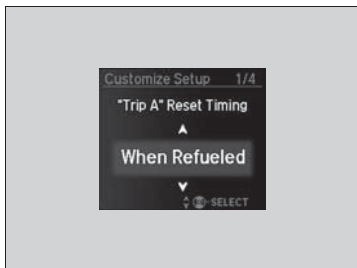 Customize Setup 1/4
"Trip A" Reset Timing
When Refueled
SELECT